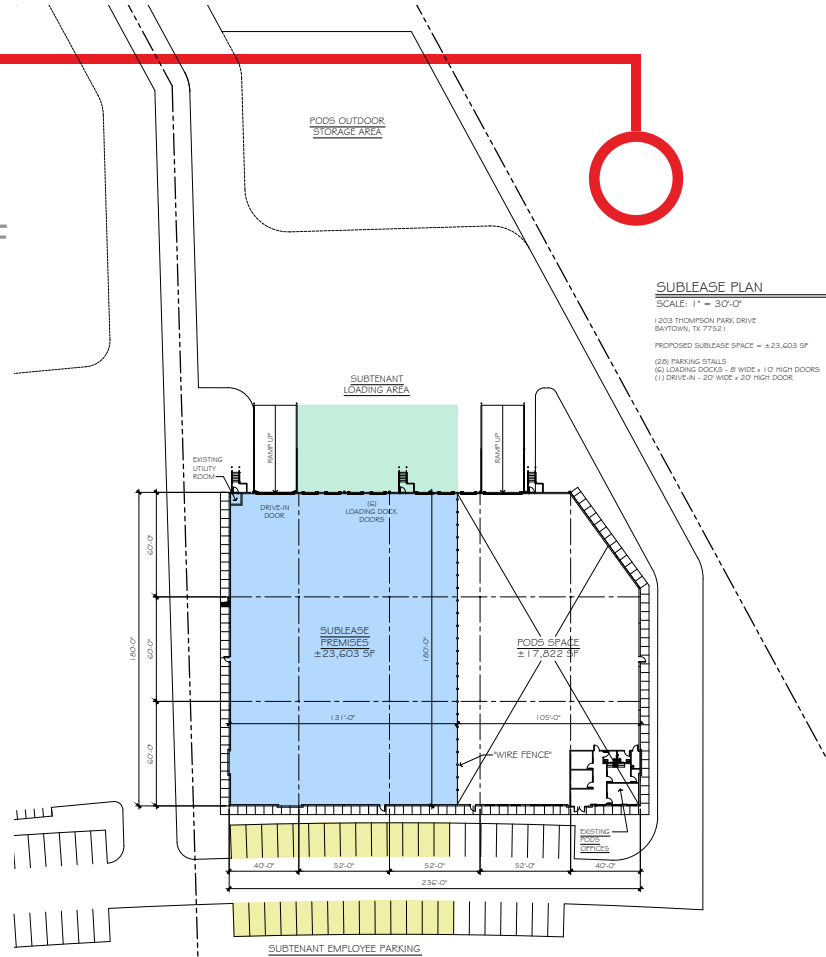 PODS OUTDOOR
STORAGE AREA
SUBLEASE PLAN
SCALE: 1" = 30'-0"
1203 THOMPSON PARK DRIVE
BAYTOWN, TX 77521
PROPOSED SUBLEASE SPACE = ±23,603 SF
(28) PARKING STALLS
(6) LOADING DOCKS - 8' WIDE x 10' HIGH DOORS
(1) DRIVE-IN - 20' WIDE x 20' HIGH DOOR
SUBTENANT
LOADING AREA
RAMP UP
RAMP UP
EXISTING
UTILITY
ROOM
DRIVE-IN
DOOR
(6)
LOADING DOCK
DOORS
60'-0"
60'-0"
60'-0"
180'-0"
180'-0"
SUBLEASE
PREMISES
±23,603 SF
PODS SPACE
±17,822 SF
131'-0"
105'-0"
"WIRE FENCE"
EXISTING
PODS
OFFICES
40'-0"
52'-0"
52'-0"
52'-0"
40'-0"
236'-0"
SUBTENANT EMPLOYEE PARKING